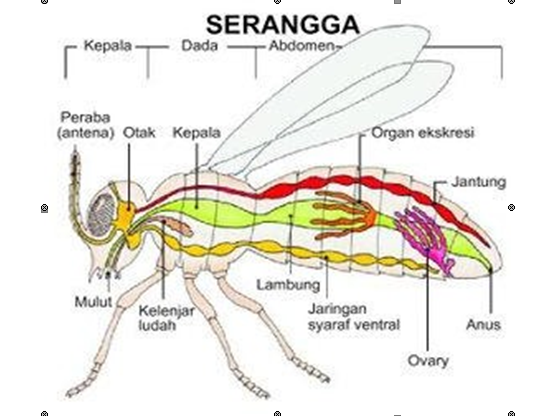 SERANGGA
Kepala
Dada
Abdomen
Peraba
(antena)
Otak
Kepala
Organ ekskresi
Jantung
Mulut
Kelenjar
ludah
Lambung
Jaringan
syaraf ventral
Anus
Ovary